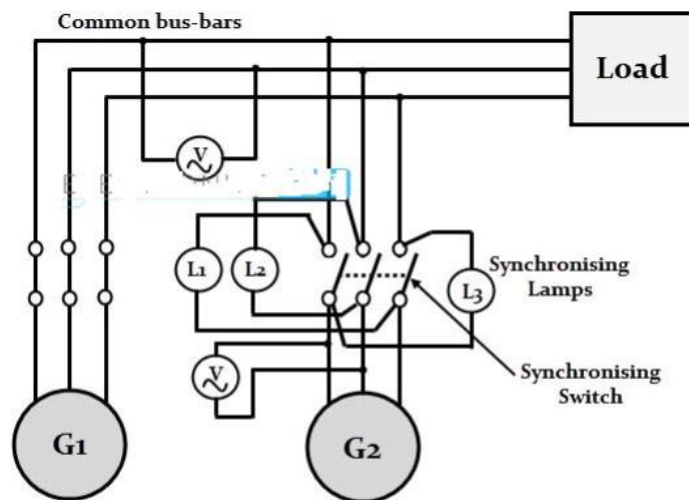 Common bus-bars
Load
V
L1
L2
L3
Synchronising
Lamps
V
Synchronising
Switch
G1
G2